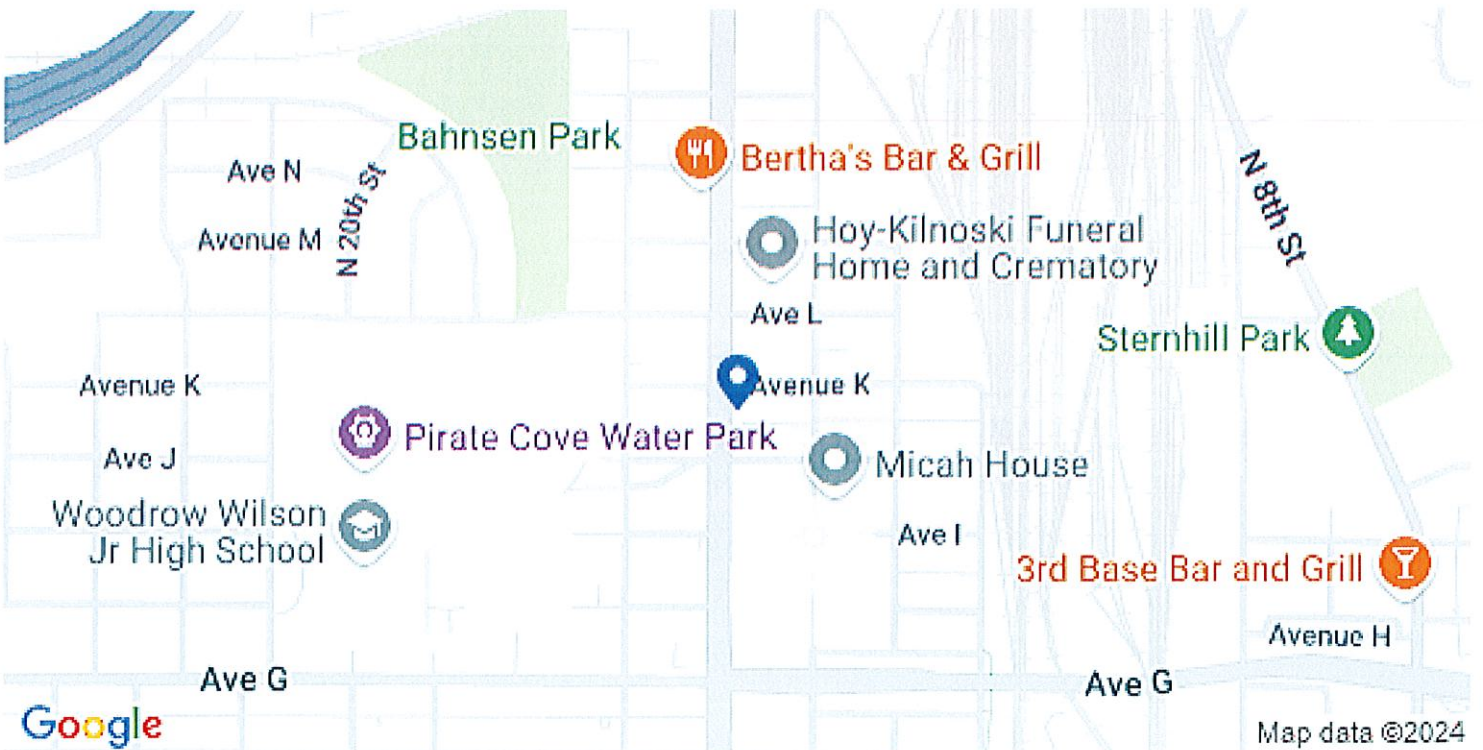 Bahnsen Park
Bertha's Bar & Grill
Ave N
N 8th St
N 20th St
Avenue M
Hoy-Kilnoski Funeral
Home and Crematory
Ave L
Sternhill Park
Avenue K
Avenue K
Pirate Cove Water Park
Ave J
Micah House
Woodrow Wilson
Jr High School
Ave I
3rd Base Bar and Grill
Avenue H
Ave G
Ave G
Google
Map data ©2024